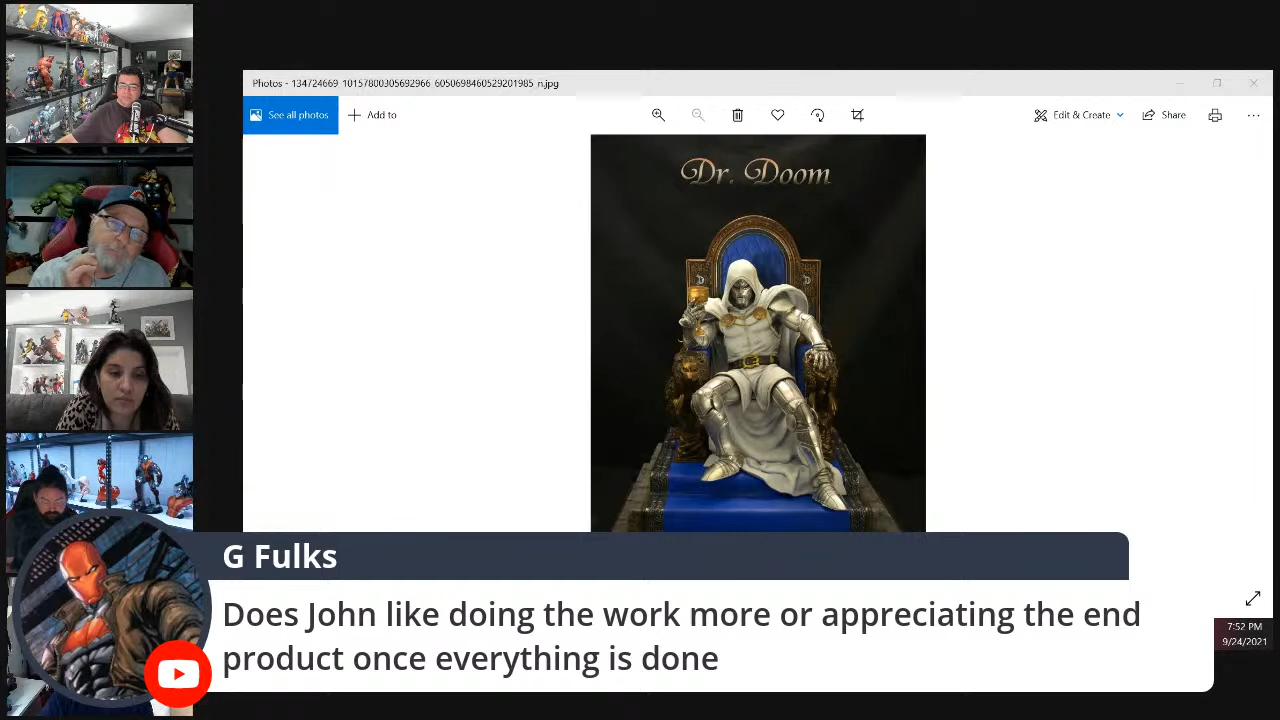 Photos - 134724669_10157800305692966_6050698460529201985_n.jpg
See all photos
Add to
Edit & Create
Share
Dr. Doom
D D
G Fulks
Does John like doing the work more or appreciating the end
product once everything is done
7:52 PM
9/24/2021